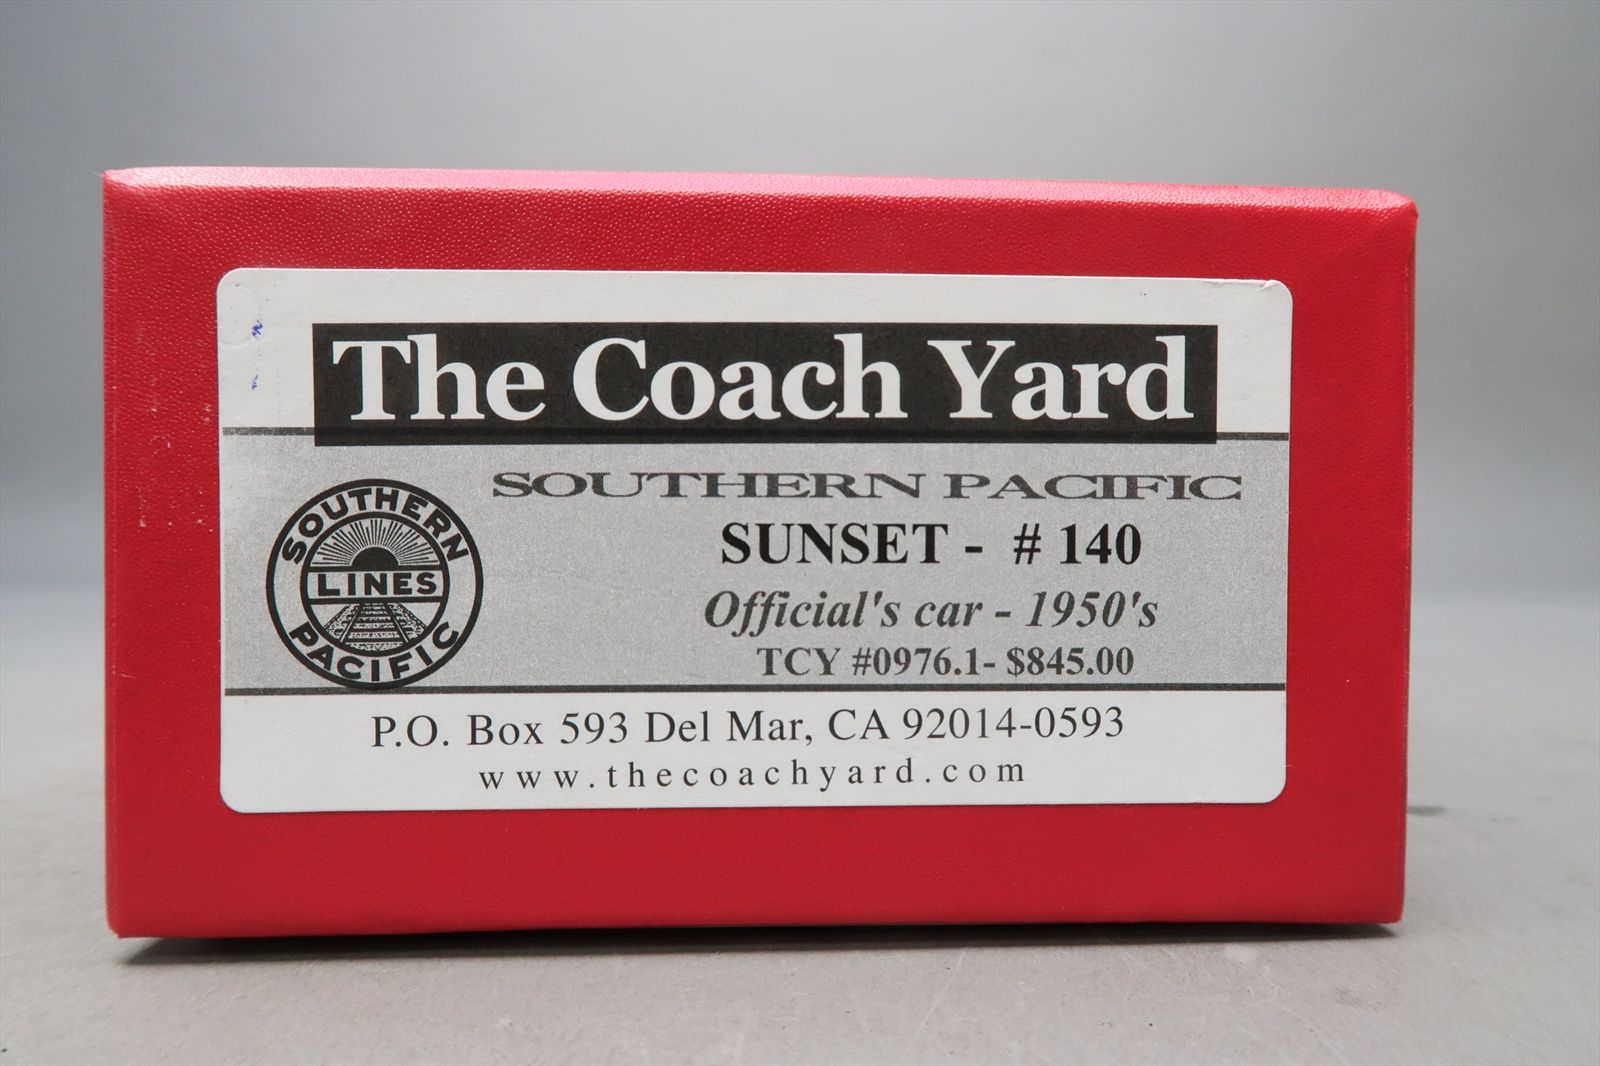 The Coach Yard
SOUTHERN PACIFIC
SUNSET - # 140
Official's car - 1950's
TCY #0976.1- $845.00
SOUTHERN
LINES
PACIFIC
P.O. Box 593 Del Mar, CA 92014-0593
www.thecoachyard.com